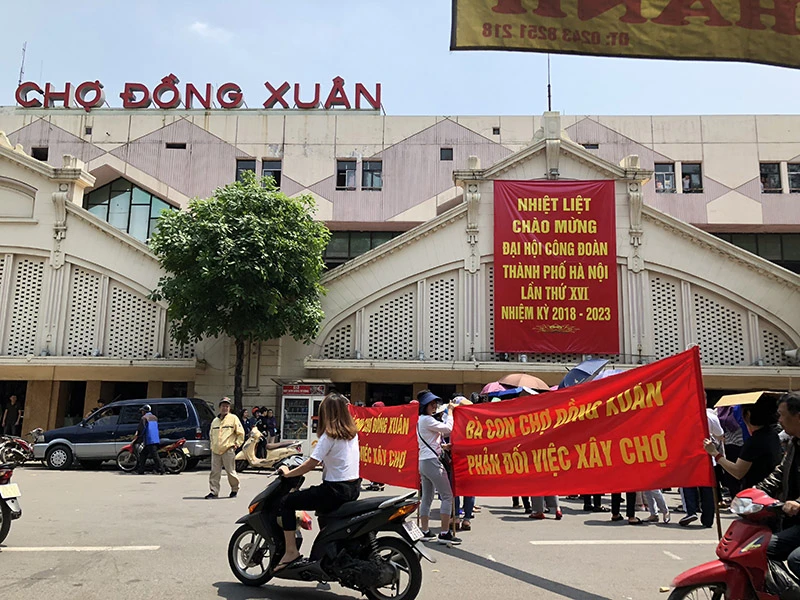 CHÁNH
ĐT: 0243 8251 218
CHỢ ĐỒNG XUÂN
NHIỆT LIỆT
CHÀO MỪNG
ĐẠI HỘI CÔNG ĐOÀN
THÀNH PHỐ HÀ NỘI
LẦN THỨ XVI
NHIỆM KỲ 2018 - 2023
CHỢ ĐỒNG XUÂN
VIỆC XÂY CHỢ
BÀ CON CHỢ ĐỒNG XUÂN
PHẢN ĐỐI VIỆC XÂY CHỢ